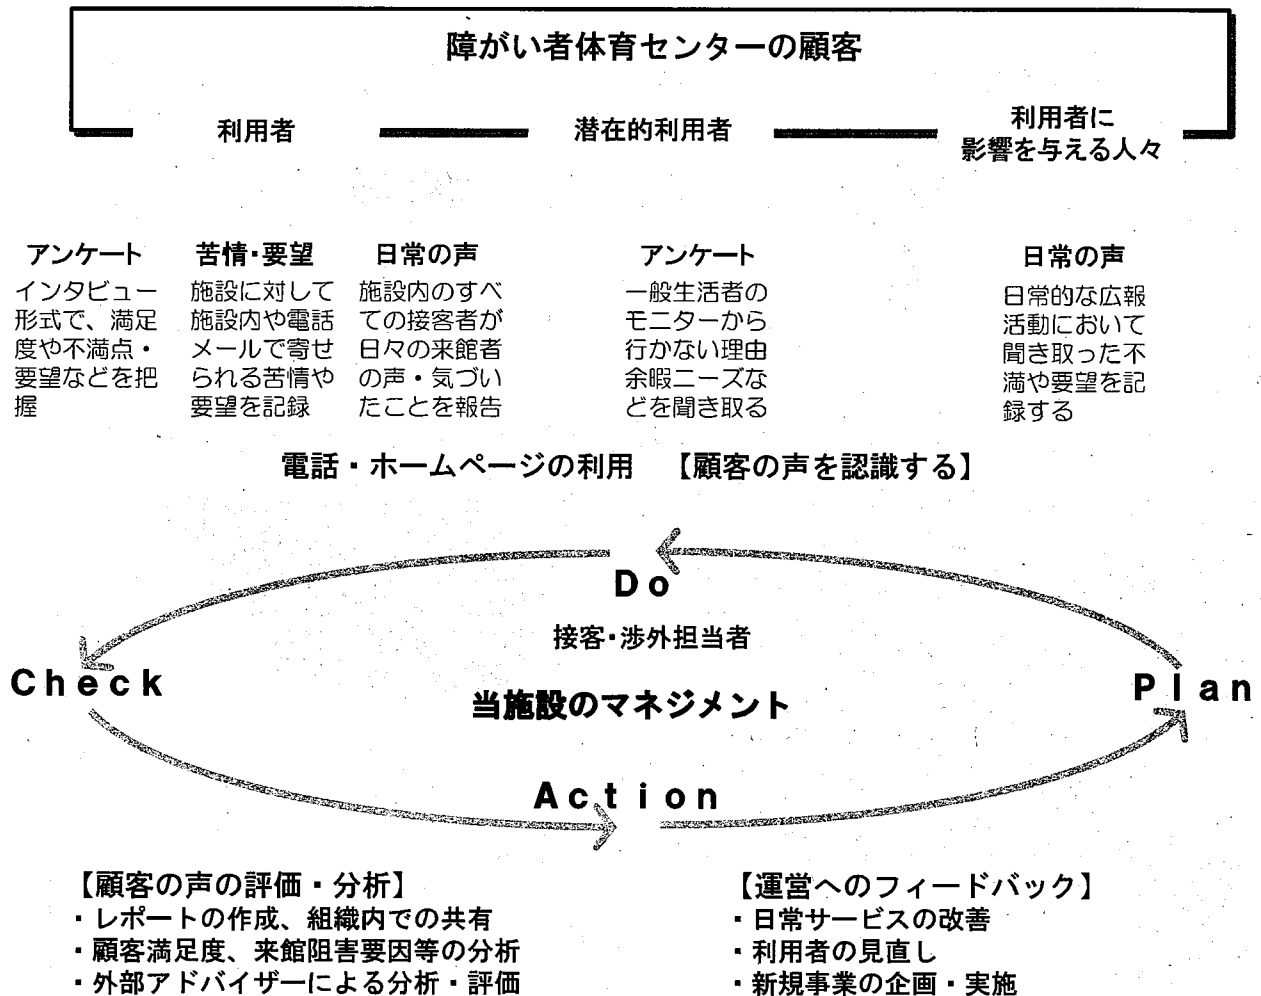 障がい者体育センターの顧客
利用者
潜在的利用者
利用者に
影響を与える人々
アンケート
インタビュー
形式で、満足
度や不満点・
要望などを把
握
苦情・要望
施設に対して
施設内や電話
メールで寄せ
られる苦情や
要望を記録
日常の声
施設内のすべ
ての接客者が
日々の来館者
の声・気づい
たことを報告
アンケート
一般生活者の
モニターから
行かない理由
余暇ニーズな
どを聞き取る
日常の声
日常的な広報
活動において
聞き取った不
満や要望を記
録する
電話・ホームページの利用 【顧客の声を認識する】
Do
接客・渉外担当者
Check
Plan
当施設のマネジメント
Action
【顧客の声の評価・分析】
・レポートの作成、組織内での共有
・顧客満足度、来館阻害要因等の分析
・外部アドバイザーによる分析・評価
【運営へのフィードバック】
・日常サービスの改善
・利用者の見直し
・新規事業の企画・実施